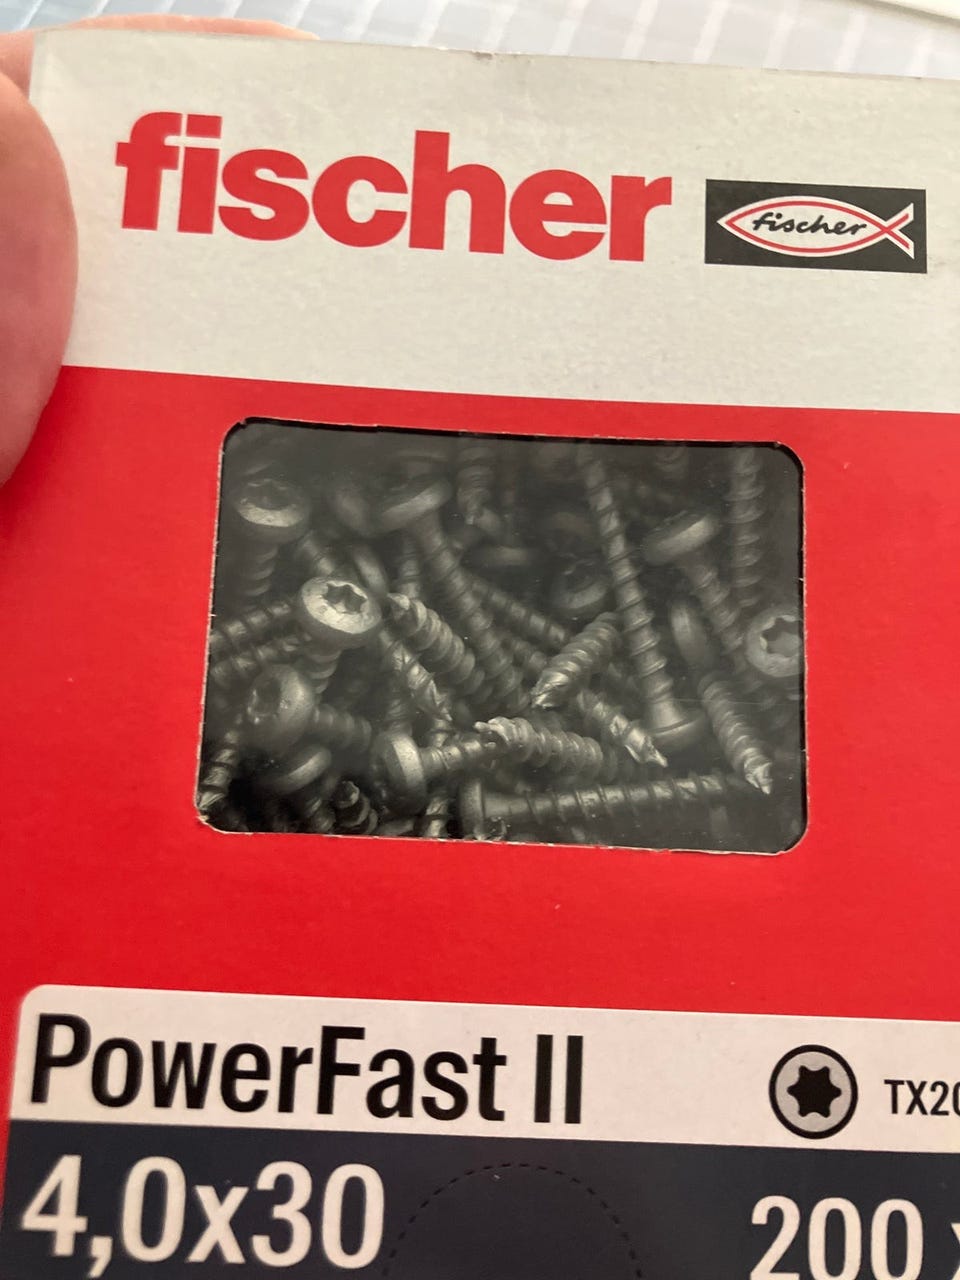 fischer
fischer
PowerFast II
TX20
4,0x30
200 x